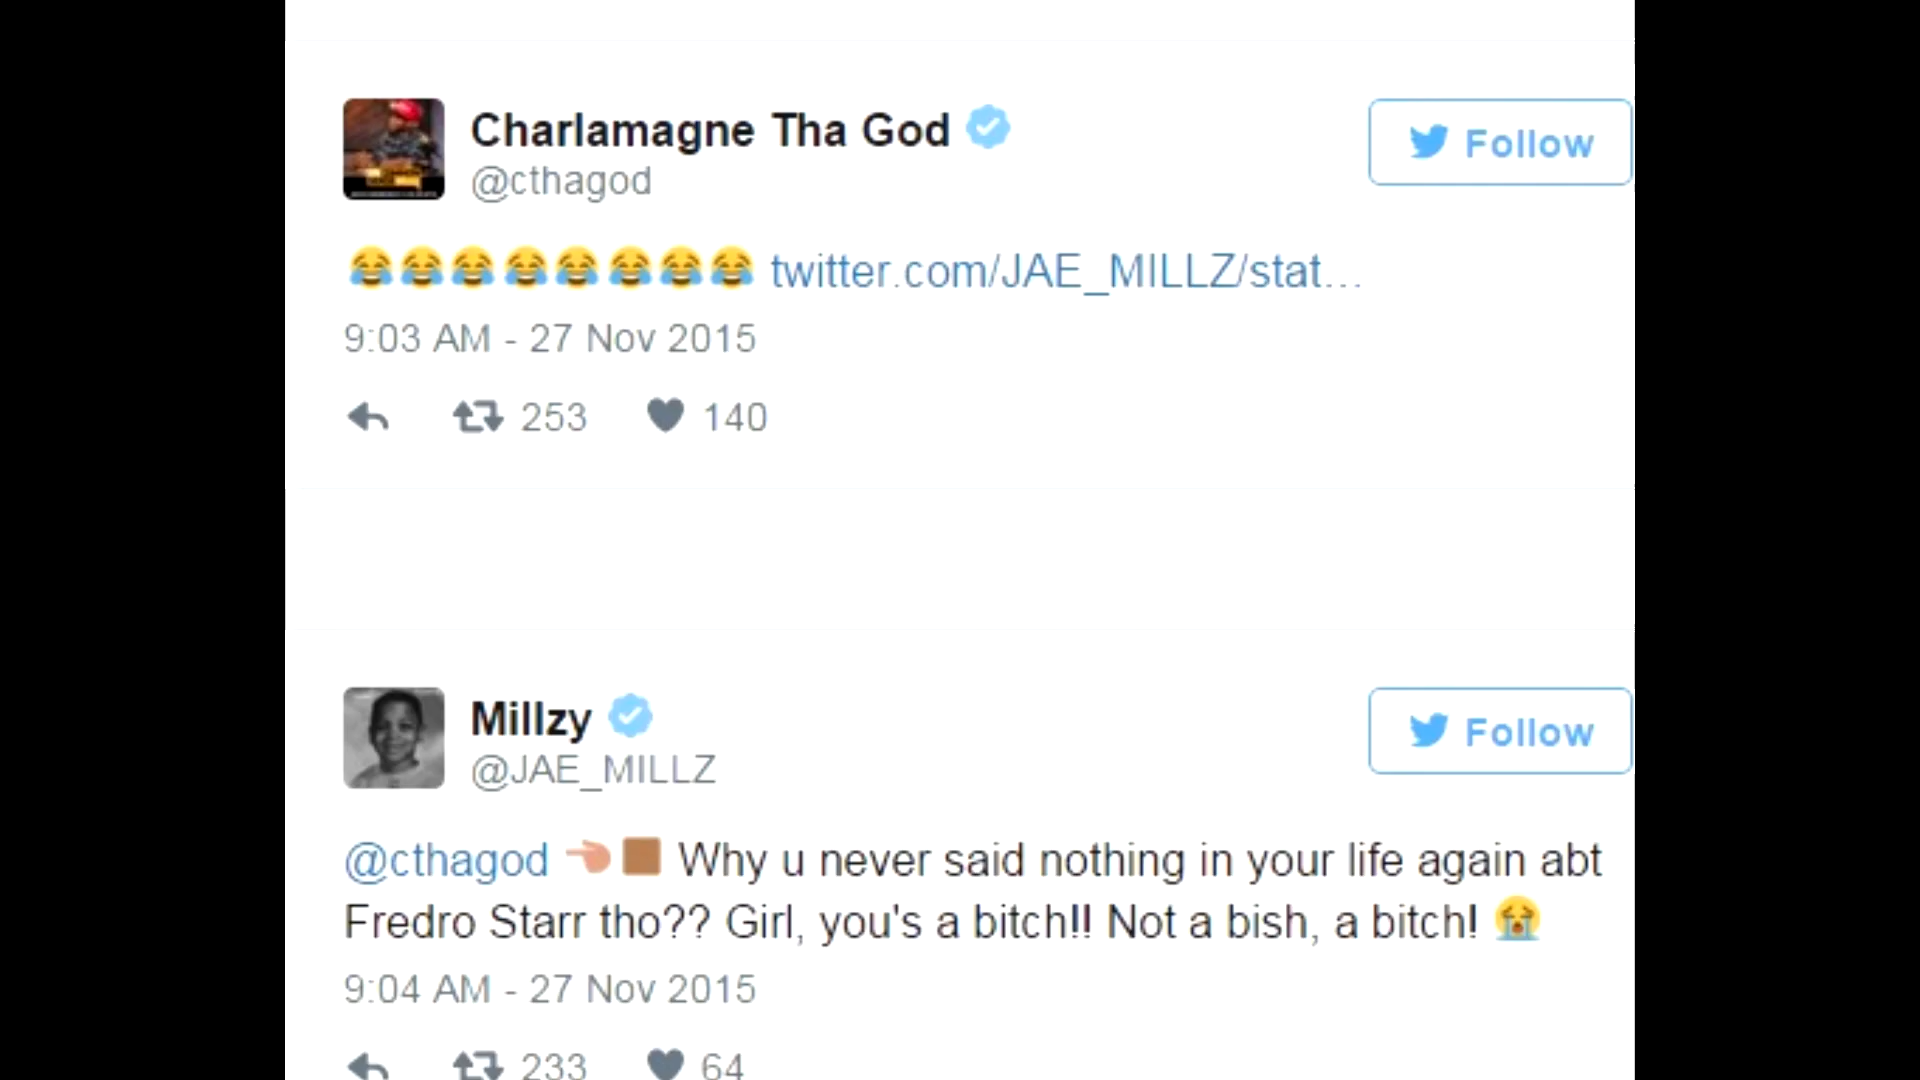 Charlamagne Tha God
@cthagod
Follow
😂😂😂😂😂😂😂😂 twitter.com/JAE_MILLZ/stat...
9:03 AM - 27 Nov 2015
253 140
Millzy
@JAE_MILLZ
Follow
@cthagod 👈🏾 Why u never said nothing in your life again abt
Fredro Starr tho?? Girl, you's a bitch!! Not a bish, a bitch! 😭
9:04 AM - 27 Nov 2015
233 64